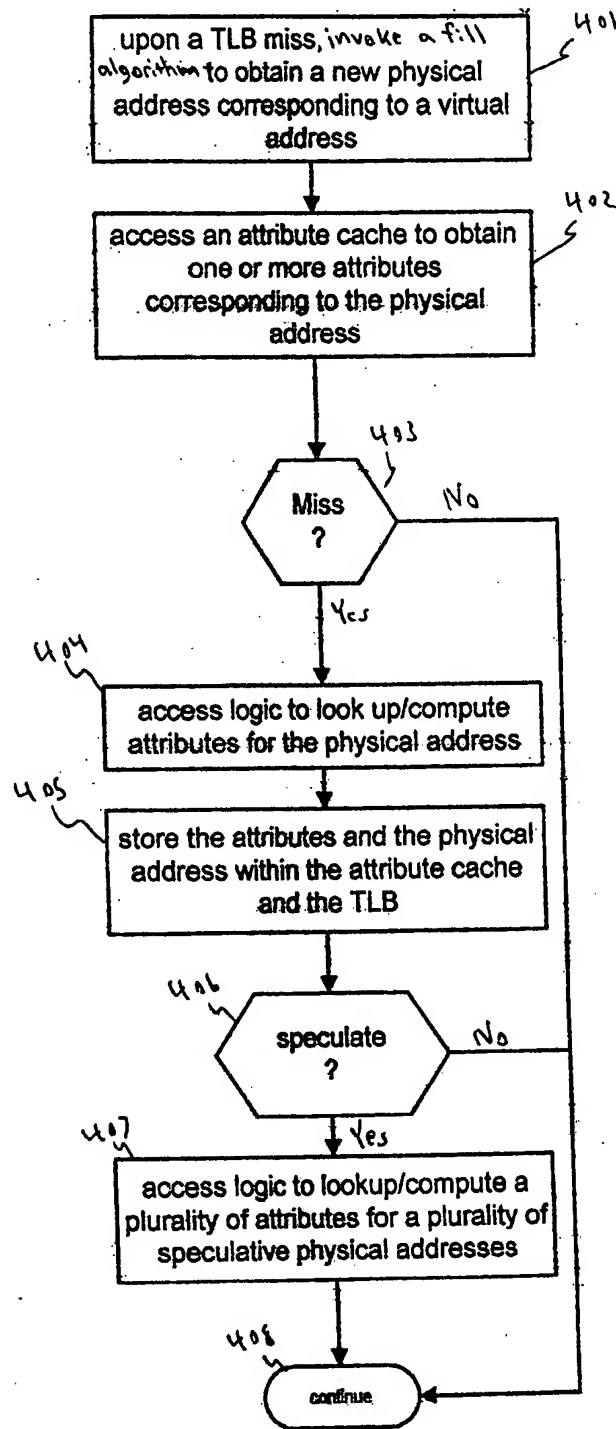 401
upon a TLB miss, invoke a fill
algorithm to obtain a new physical
address corresponding to a virtual
address
402
access an attribute cache to obtain
one or more attributes
corresponding to the physical
address
403
Miss
?
No
Yes
404
access logic to look up/compute
attributes for the physical address
405
store the attributes and the physical
address within the attribute cache
and the TLB
406
speculate
?
No
Yes
407
access logic to lookup/compute a
plurality of attributes for a plurality of
speculative physical addresses
408
continue